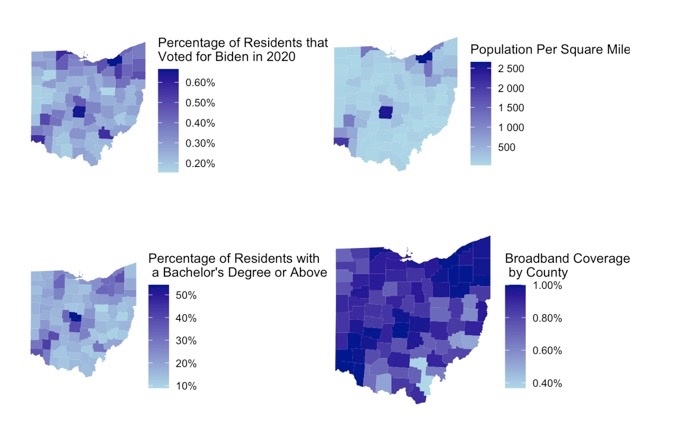 Percentage of Residents that
Voted for Biden in 2020
0.60%
0.50%
0.40%
0.30%
0.20%
Population Per Square Mile
2 500
2 000
1 500
1 000
500
Percentage of Residents with
a Bachelor's Degree or Above
50%
40%
30%
20%
10%
Broadband Coverage
by County
1.00%
0.80%
0.60%
0.40%